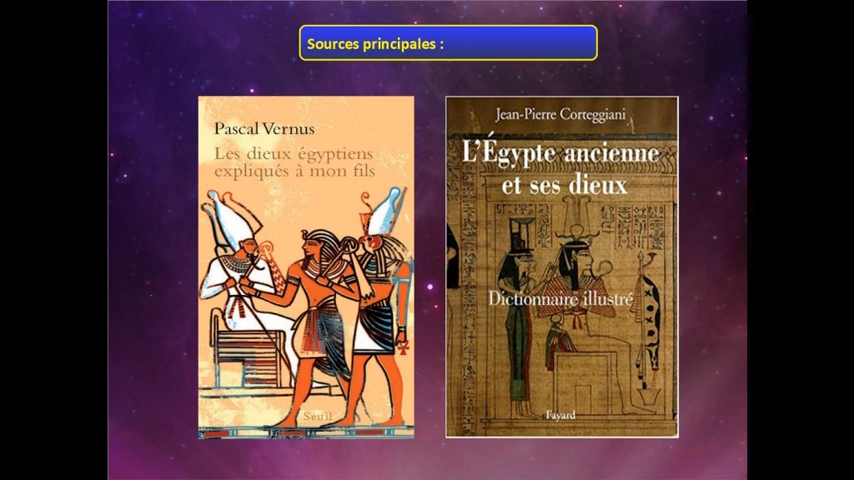 Sources principales :
Pascal Vernus
Les dieux égyptiens
expliqués à mon fils
Seuil
Jean-Pierre Corteggiani
L'Égypte ancienne
et ses dieux
Dictionnaire illustré
Fayard